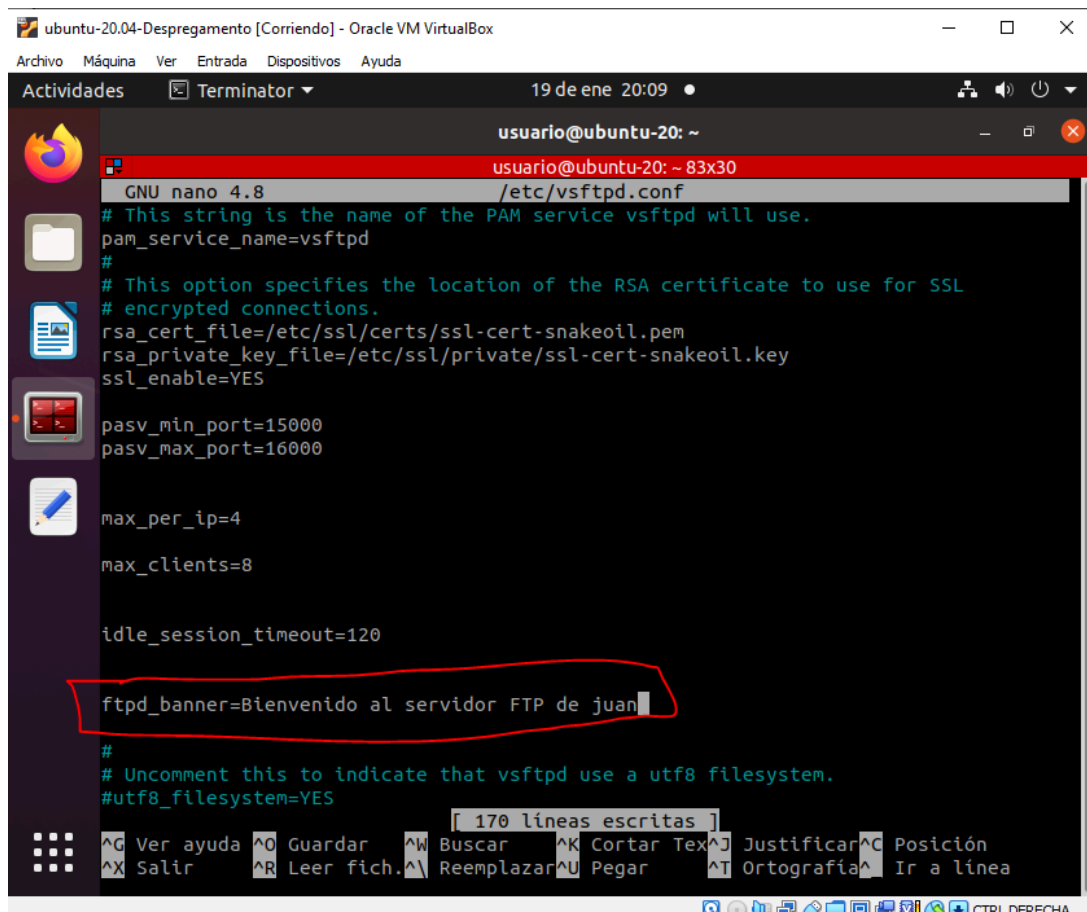 ubuntu-20.04-Despregamento [Corriendo] - Oracle VM VirtualBox
Archivo Máquina Ver Entrada Dispositivos Ayuda
Actividades Terminator 19 de ene 20:09
usuario@ubuntu-20: ~
usuario@ubuntu-20: ~ 83x30
GNU nano 4.8 /etc/vsftpd.conf
# This string is the name of the PAM service vsftpd will use.
pam_service_name=vsftpd
#
# This option specifies the location of the RSA certificate to use for SSL
# encrypted connections.
rsa_cert_file=/etc/ssl/certs/ssl-cert-snakeoil.pem
rsa_private_key_file=/etc/ssl/private/ssl-cert-snakeoil.key
ssl_enable=YES
pasv_min_port=15000
pasv_max_port=16000
max_per_ip=4
max_clients=8
idle_session_timeout=120
ftpd_banner=Bienvenido al servidor FTP de juan
#
# Uncomment this to indicate that vsftpd use a utf8 filesystem.
#utf8_filesystem=YES
[ 170 líneas escritas ]
^G Ver ayuda ^O Guardar ^W Buscar ^K Cortar Tex^J Justificar^C Posición
^X Salir ^R Leer fich.^\ Reemplazar^U Pegar ^T Ortografía^_ Ir a línea
CTRL DERECHA